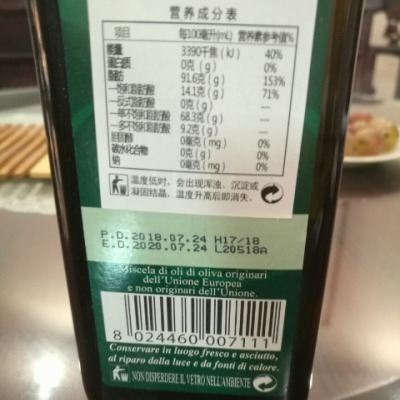 营养成分表
项目 每100毫升(mL) 营养素参考值%
能量 3390千焦(kJ) 40%
蛋白质 0克(g) 0%
脂肪 91.6克(g) 153%
—饱和脂肪酸 14.1克(g) 71%
—反式脂肪酸 0克(g) —
—单不饱和脂肪酸 68.3克(g) —
—多不饱和脂肪酸 9.2克(g) —
胆固醇 0毫克(mg) 0%
碳水化合物 0克(g) 0%
钠 0毫克(mg) 0%
温度低时，会出现浑浊、沉淀或
凝固结晶，温度升高后即消失。
P.D.2018.07.24 H17/18
E.D.2020.07.24 L20518A
Miscela di oli di oliva originari
dell'Unione Europea
e non originari dell'Unione.
8 024460 007111
Conservare in luogo fresco e asciutto,
al riparo dalla luce e da fonti di calore.
NON DISPERDERE IL VETRO NELL'AMBIENTE